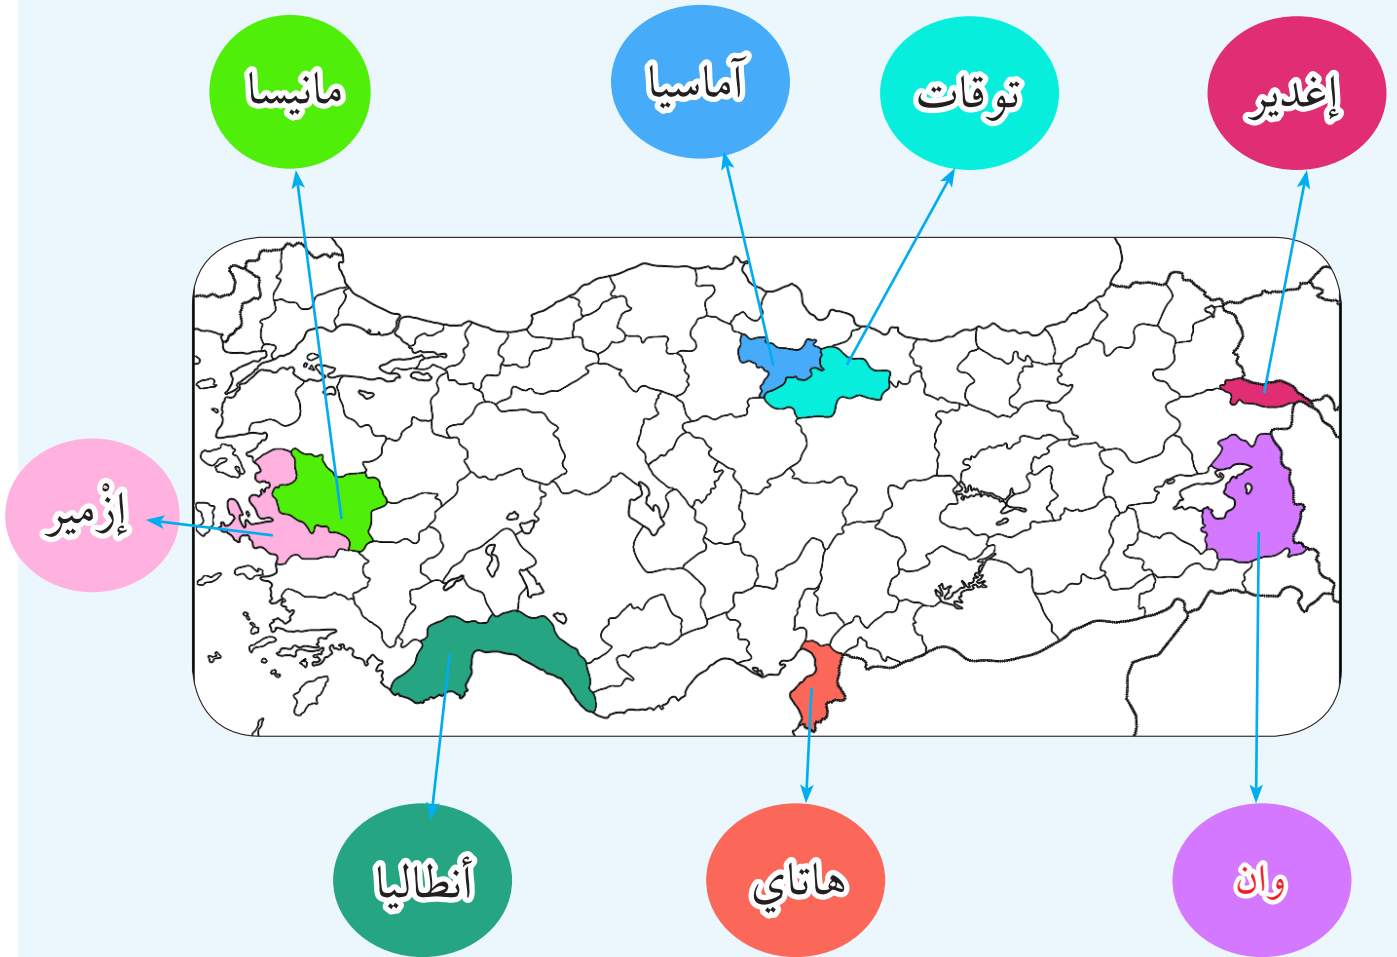 إغدير
توقات
آماسيا
مانيسا
إزْمير
وان
هاتاي
أنطاليا